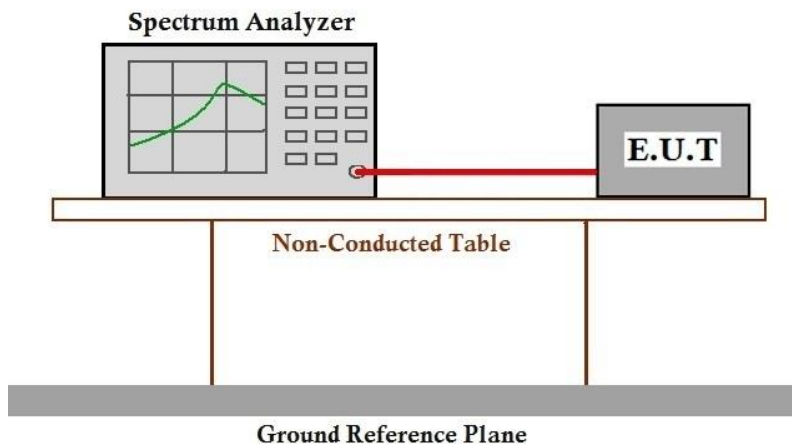 Spectrum Analyzer
E.U.T
Non-Conducted Table
Ground Reference Plane